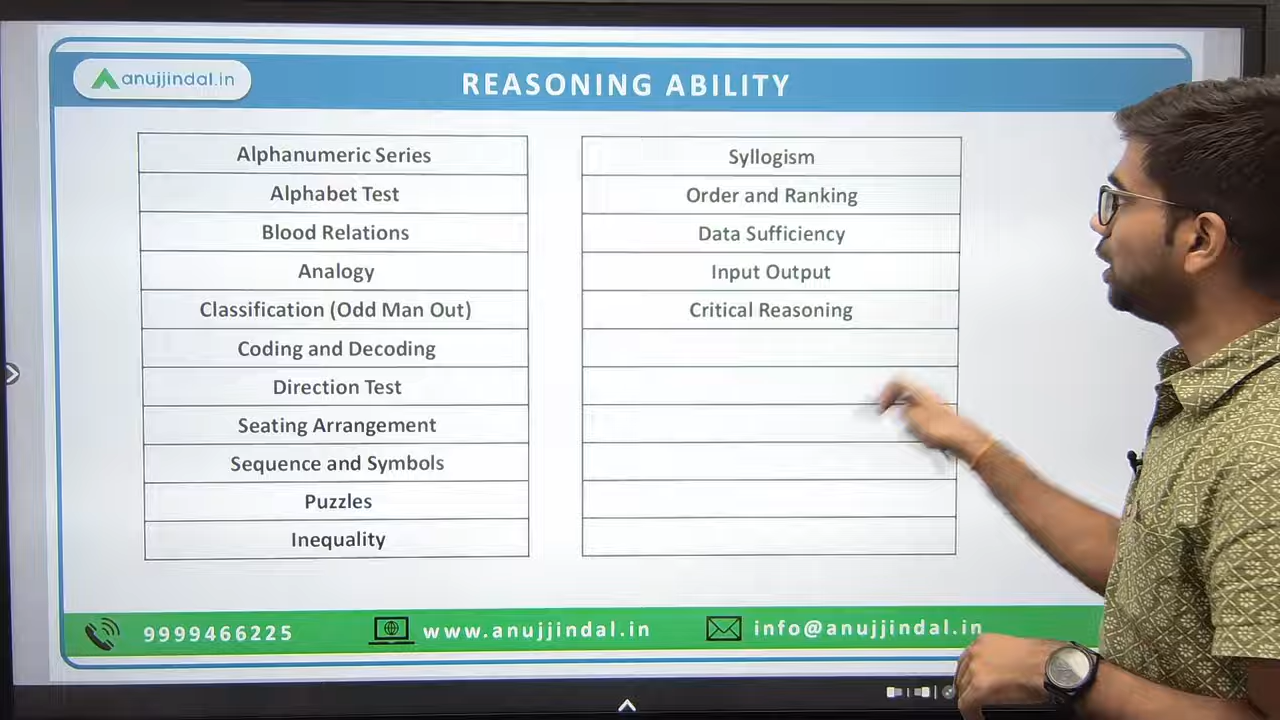 anujjindal.in
REASONING ABILITY
Alphanumeric Series
Alphabet Test
Blood Relations
Analogy
Classification (Odd Man Out)
Coding and Decoding
Direction Test
Seating Arrangement
Sequence and Symbols
Puzzles
Inequality
Syllogism
Order and Ranking
Data Sufficiency
Input Output
Critical Reasoning
9999466225
www.anujjindal.in
info@anujjindal.in